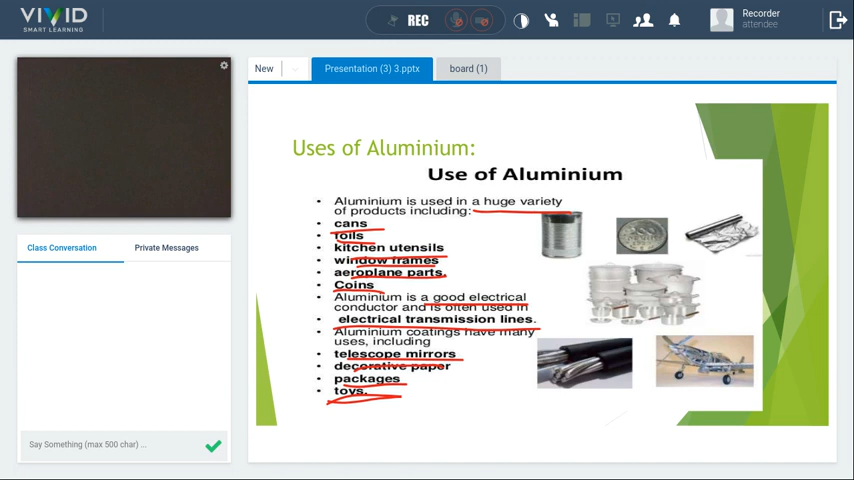 VIVID
SMART LEARNING
REC
Recorder
attendee
New
Presentation (3) 3.pptx
board (1)
Uses of Aluminium:
Use of Aluminium
• Aluminium is used in a huge variety
of products including:
• cans
• foils
• kitchen utensils
• window frames
• aeroplane parts.
• Coins
• Aluminium is a good electrical
conductor and is often used in
• electrical transmission lines.
• Aluminium coatings have many
uses, including
• telescope mirrors
• decorative paper
• packages
• toys.
Class Conversation
Private Messages
Say Something (max 500 char) ...